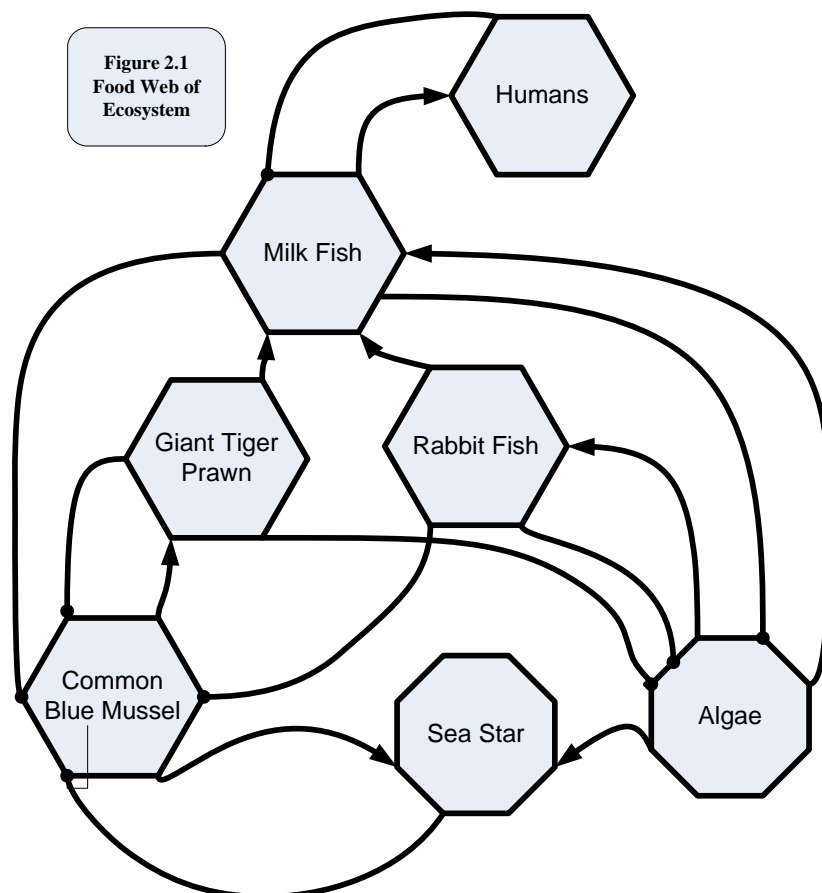 Figure 2.1
Food Web of
Ecosystem
Humans
Milk Fish
Giant Tiger
Prawn
Rabbit Fish
Common
Blue Mussel
Sea Star
Algae